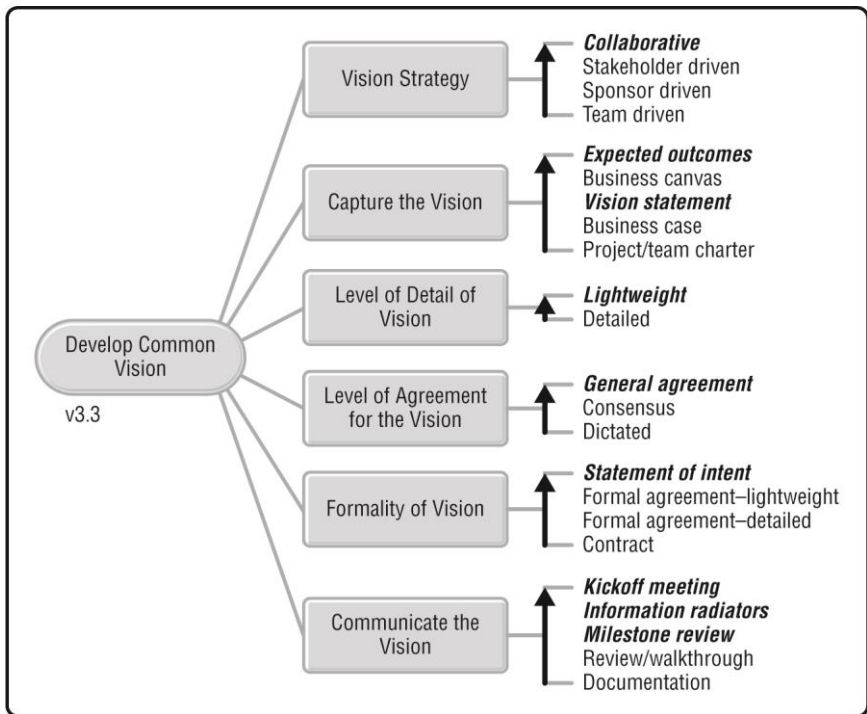 Develop Common
Vision
v3.3
Vision Strategy
Collaborative
Stakeholder driven
Sponsor driven
Team driven
Capture the Vision
Expected outcomes
Business canvas
Vision statement
Business case
Project/team charter
Level of Detail of
Vision
Lightweight
Detailed
Level of Agreement
for the Vision
General agreement
Consensus
Dictated
Formality of Vision
Statement of intent
Formal agreement–lightweight
Formal agreement–detailed
Contract
Communicate the
Vision
Kickoff meeting
Information radiators
Milestone review
Review/walkthrough
Documentation